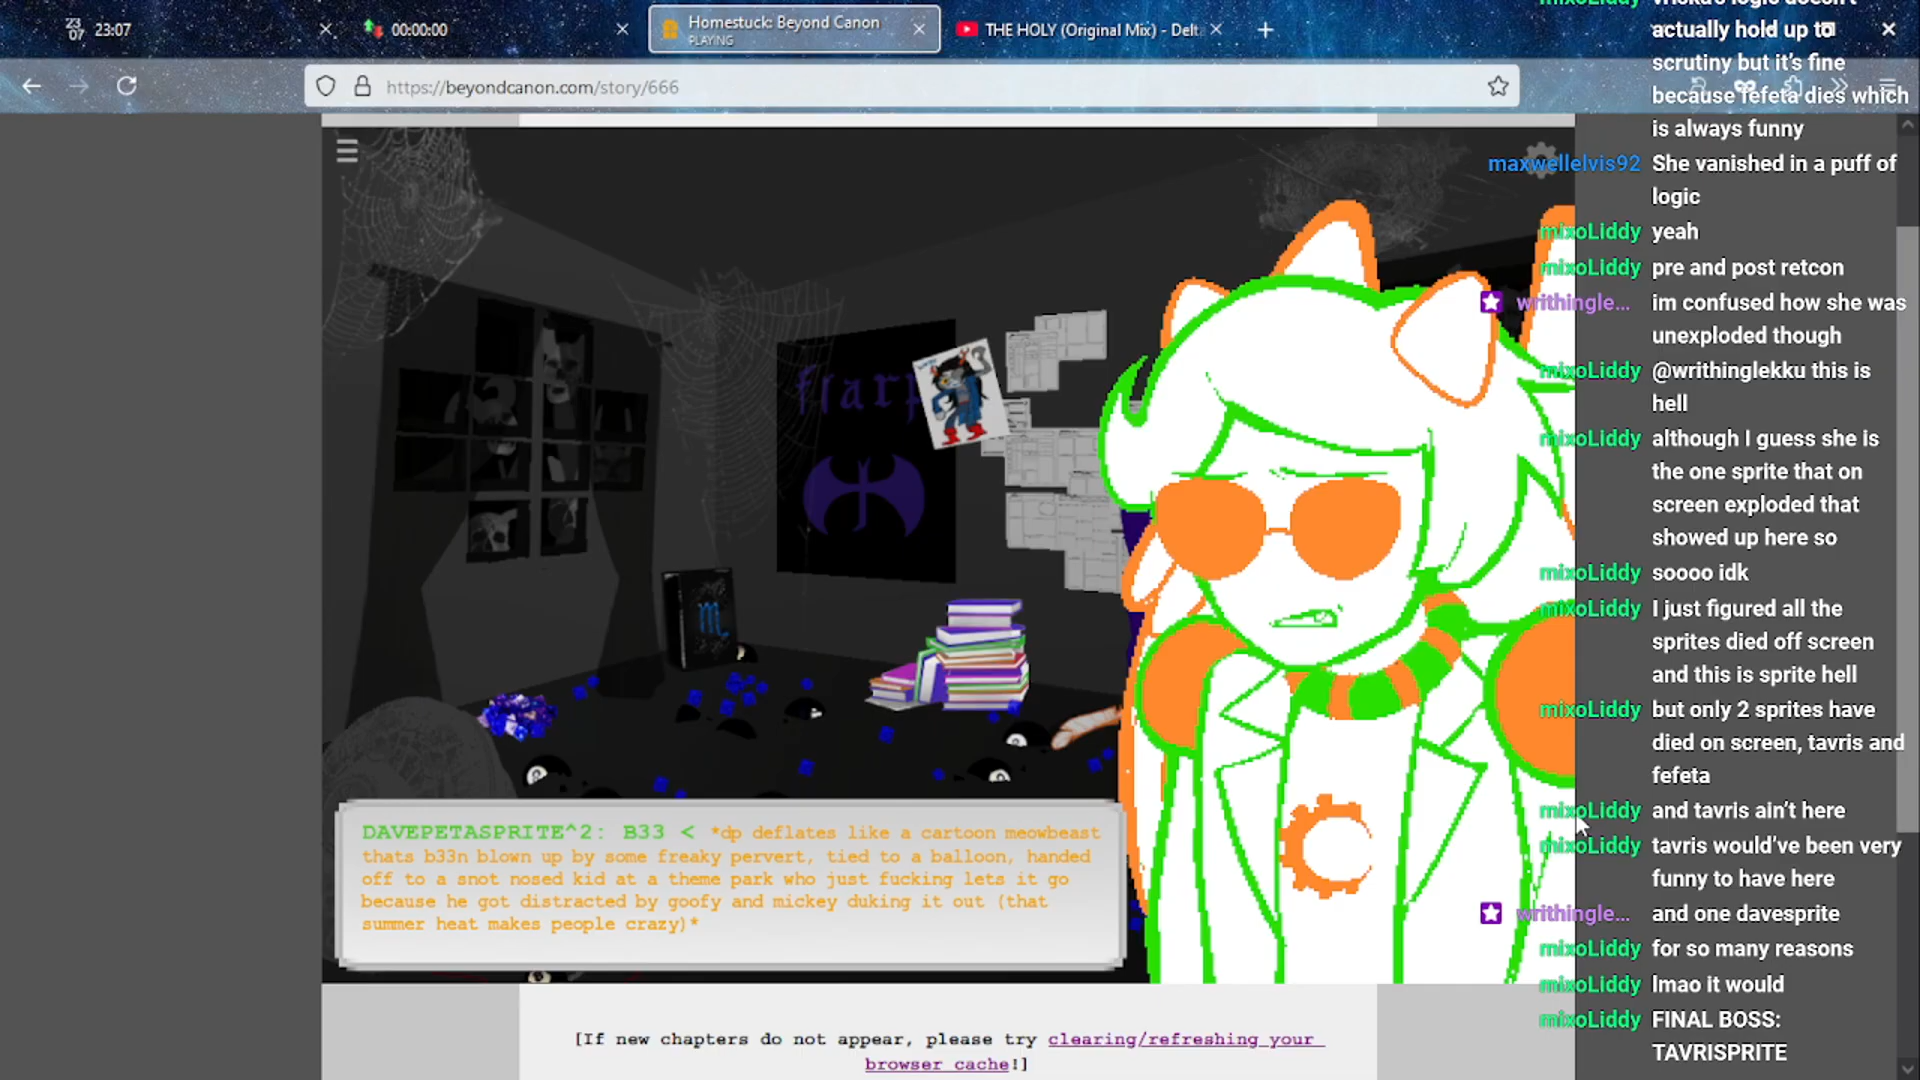 23
07 23:07
00:00:00
Homestuck: Beyond Canon
PLAYING
THE HOLY (Original Mix) - Delt
https://beyondcanon.com/story/666
flarp
DAVEPETASPRITE^2: B33 < *dp deflates like a cartoon meowbeast
thats b33n blown up by some freaky pervert, tied to a balloon, handed
off to a snot nosed kid at a theme park who just fucking lets it go
because he got distracted by goofy and mickey duking it out (that
summer heat makes people crazy)*
[If new chapters do not appear, please try clearing/refreshing your
browser cache!]
mixoLiddy vriska's logic doesn't
actually hold up to
scrutiny but it's fine
because fefeta dies which
is always funny
maxwellelvis92 She vanished in a puff of
logic
mixoLiddy yeah
mixoLiddy pre and post retcon
writhingle... im confused how she was
unexploded though
mixoLiddy @writhinglekku this is
hell
mixoLiddy although I guess she is
the one sprite that on
screen exploded that
showed up here so
mixoLiddy soooo idk
mixoLiddy I just figured all the
sprites died off screen
and this is sprite hell
mixoLiddy but only 2 sprites have
died on screen, tavris and
fefeta
mixoLiddy and tavris ain't here
mixoLiddy tavris would've been very
funny to have here
writhingle... and one davesprite
mixoLiddy for so many reasons
mixoLiddy lmao it would
mixoLiddy FINAL BOSS:
TAVRISPRITE